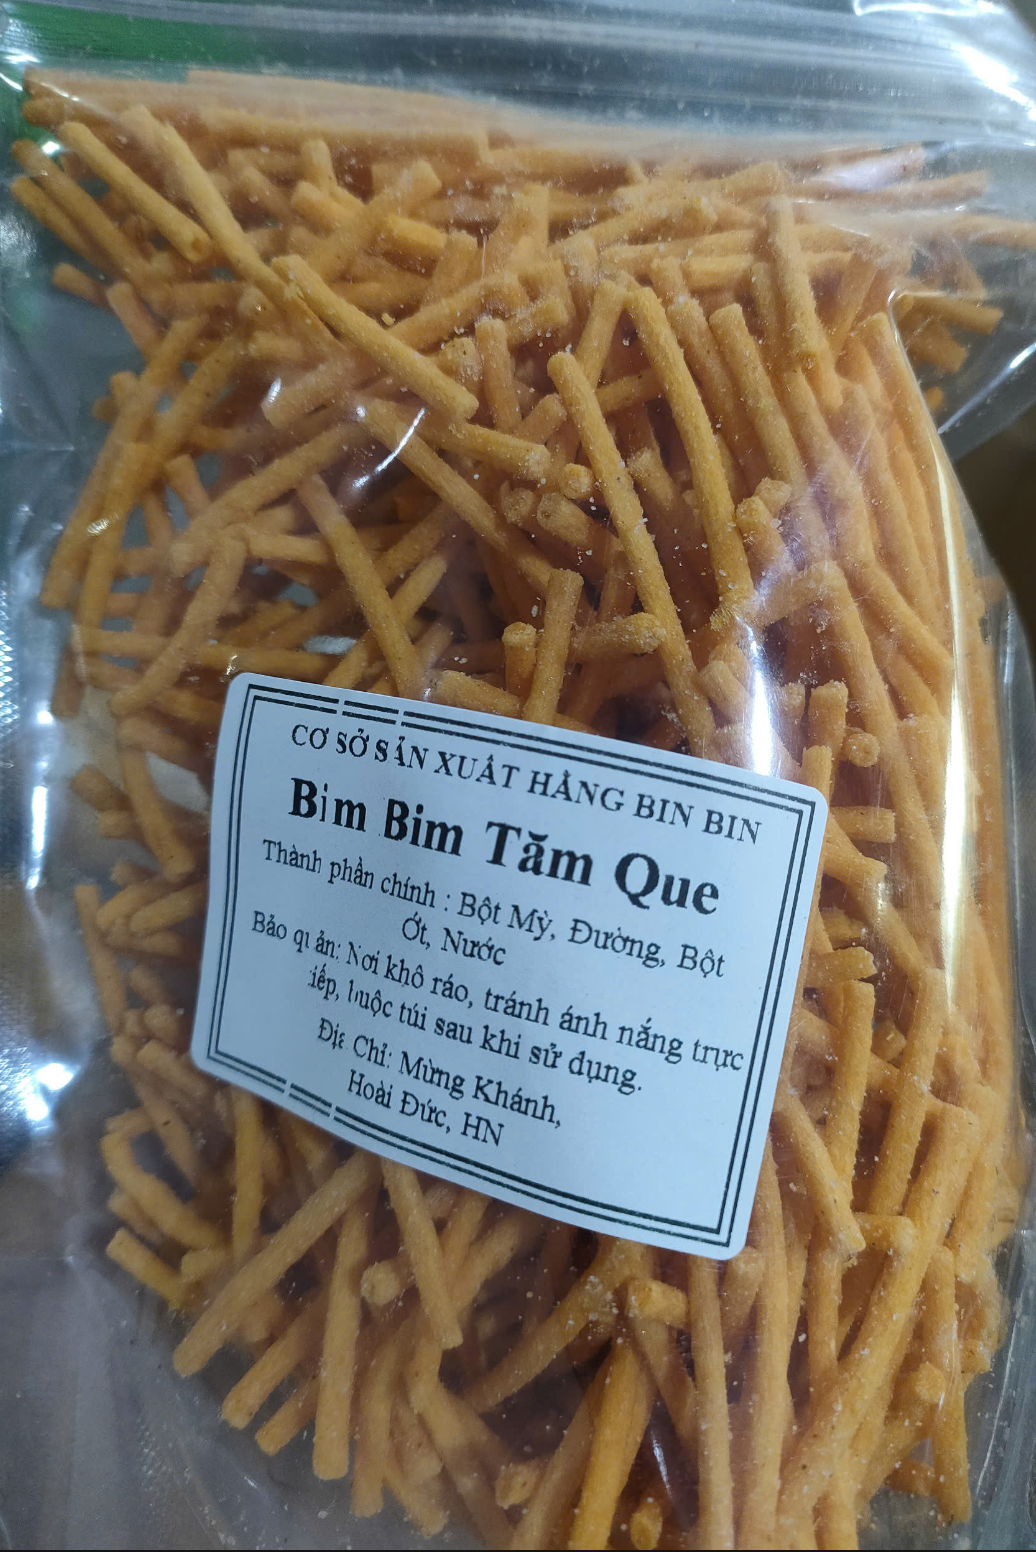 CƠ SỞ SẢN XUẤT HẰNG BIN BIN
Bim Bim Tăm Que
Thành phần chính : Bột Mỳ, Đường, Bột
Ớt, Nước
Bảo quản: Nơi khô ráo, tránh ánh nắng trực
tiếp, buộc túi sau khi sử dụng.
Địa Chỉ: Mừng Khánh,
Hoài Đức, HN